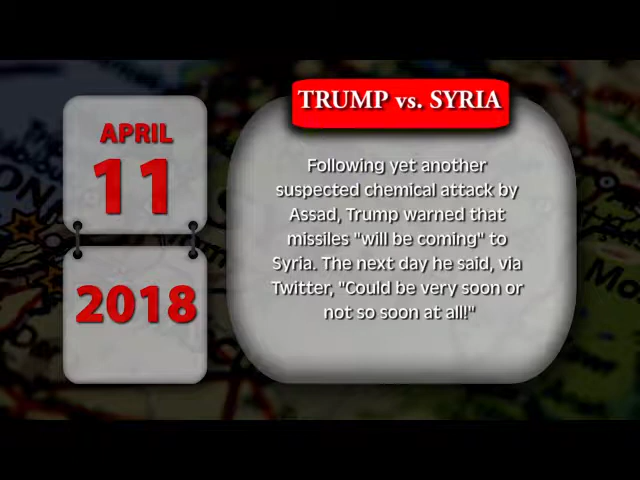 TRUMP vs. SYRIA
APRIL
11
2018
Following yet another
suspected chemical attack by
Assad, Trump warned that
missiles "will be coming" to
Syria. The next day he said, via
Twitter, "Could be very soon or
not so soon at all!"